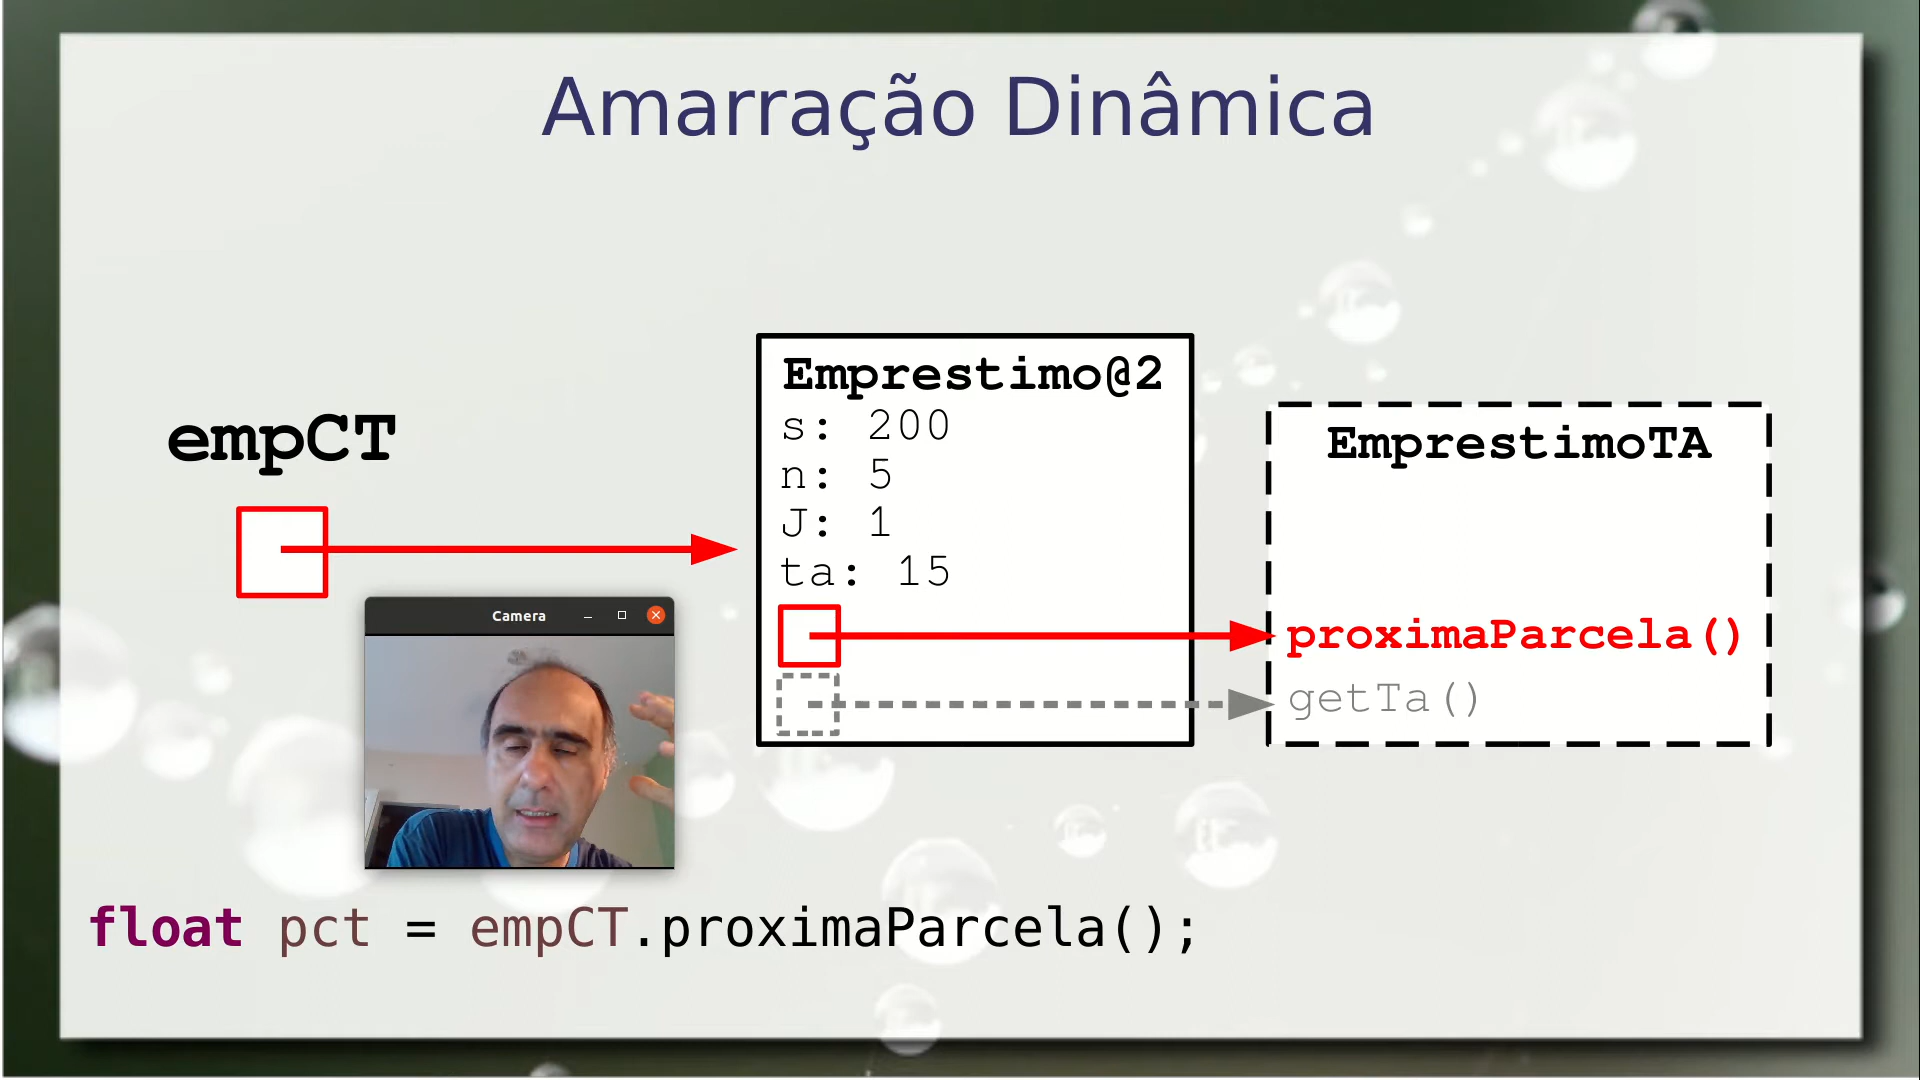 Amarração Dinâmica
empCT
Emprestimo@2
s: 200
n: 5
J: 1
ta: 15
EmprestimoTA
proximaParcela()
getTa()
Camera
float pct = empCT.proximaParcela();